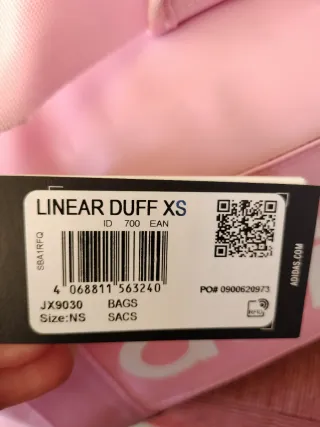 LINEAR DUFF XS
ID 700 EAN
SBA1RFQ
4 068811 563240
JX9030 BAGS
Size:NS SACS
PO# 0900620973
RFID
ADIDAS.COM